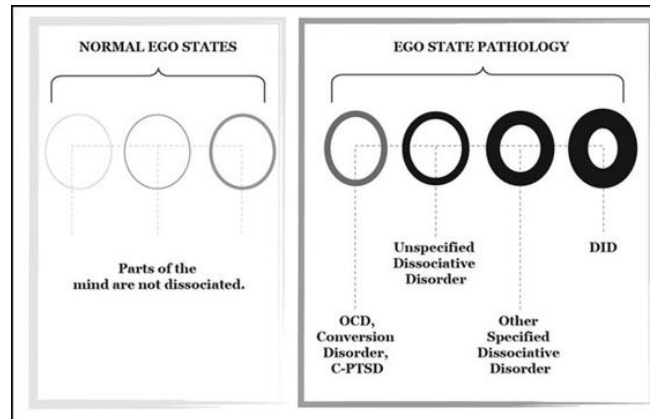 NORMAL EGO STATES
Parts of the
mind are not dissociated.
EGO STATE PATHOLOGY
Unspecified
Dissociative
Disorder
DID
OCD,
Conversion
Disorder,
C-PTSD
Other
Specified
Dissociative
Disorder